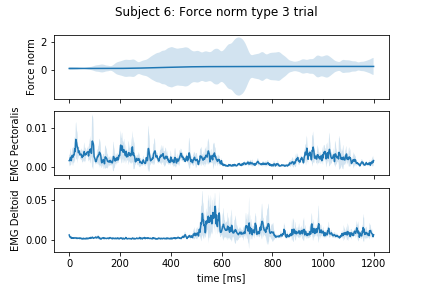 Subject 6: Force norm type 3 trial
Force norm
2
0
EMG Pectoralis
0.01
0.00
EMG Deltoid
0.05
0.00
0 200 400 600 800 1000 1200
time [ms]